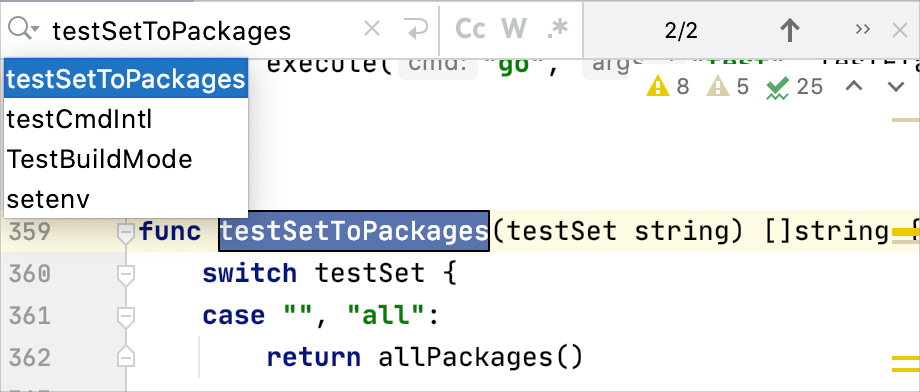 testSetToPackages × Cc W .* 2/2
execute( cmd: "go", args
testSetToPackages
8 5 25
testCmdIntl
TestBuildMode
setenv
359 func testSetToPackages(testSet string) []string {
360 switch testSet {
361 case "", "all":
362 return allPackages()